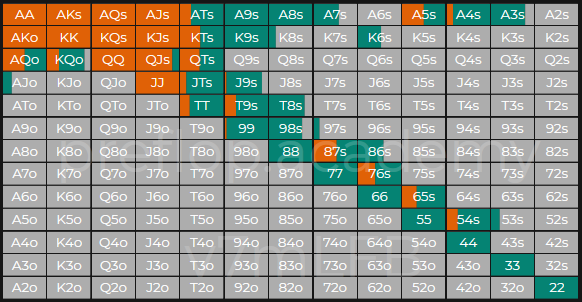 AA AKs AQs AJs ATs A9s A8s A7s A6s A5s A4s A3s A2s
AKo KK KQs KJs KTs K9s K8s K7s K6s K5s K4s K3s K2s
AQo KQo QQ QJs QTs Q9s Q8s Q7s Q6s Q5s Q4s Q3s Q2s
AJo KJo QJo JJ JTs J9s J8s J7s J6s J5s J4s J3s J2s
ATo KTo QTo JTo TT T9s T8s T7s T6s T5s T4s T3s T2s
A9o K9o Q9o J9o T9o 99 98s 97s 96s 95s 94s 93s 92s
A8o K8o Q8o J8o T8o 98o 88 87s 86s 85s 84s 83s 82s
preflop.academy
A7o K7o Q7o J7o T7o 97o 87o 77 76s 75s 74s 73s 72s
A6o K6o Q6o J6o T6o 96o 86o 76o 66 65s 64s 63s 62s
A5o K5o Q5o J5o T5o 95o 85o 75o 65o 55 54s 53s 52s
A4o K4o Q4o J4o T4o 94o 84o 74o 64o 54o 44 43s 42s
A3o K3o Q3o J3o T3o 93o 83o 73o 63o 53o 43o 33 32s
A2o K2o Q2o J2o T2o 92o 82o 72o 62o 52o 42o 32o 22